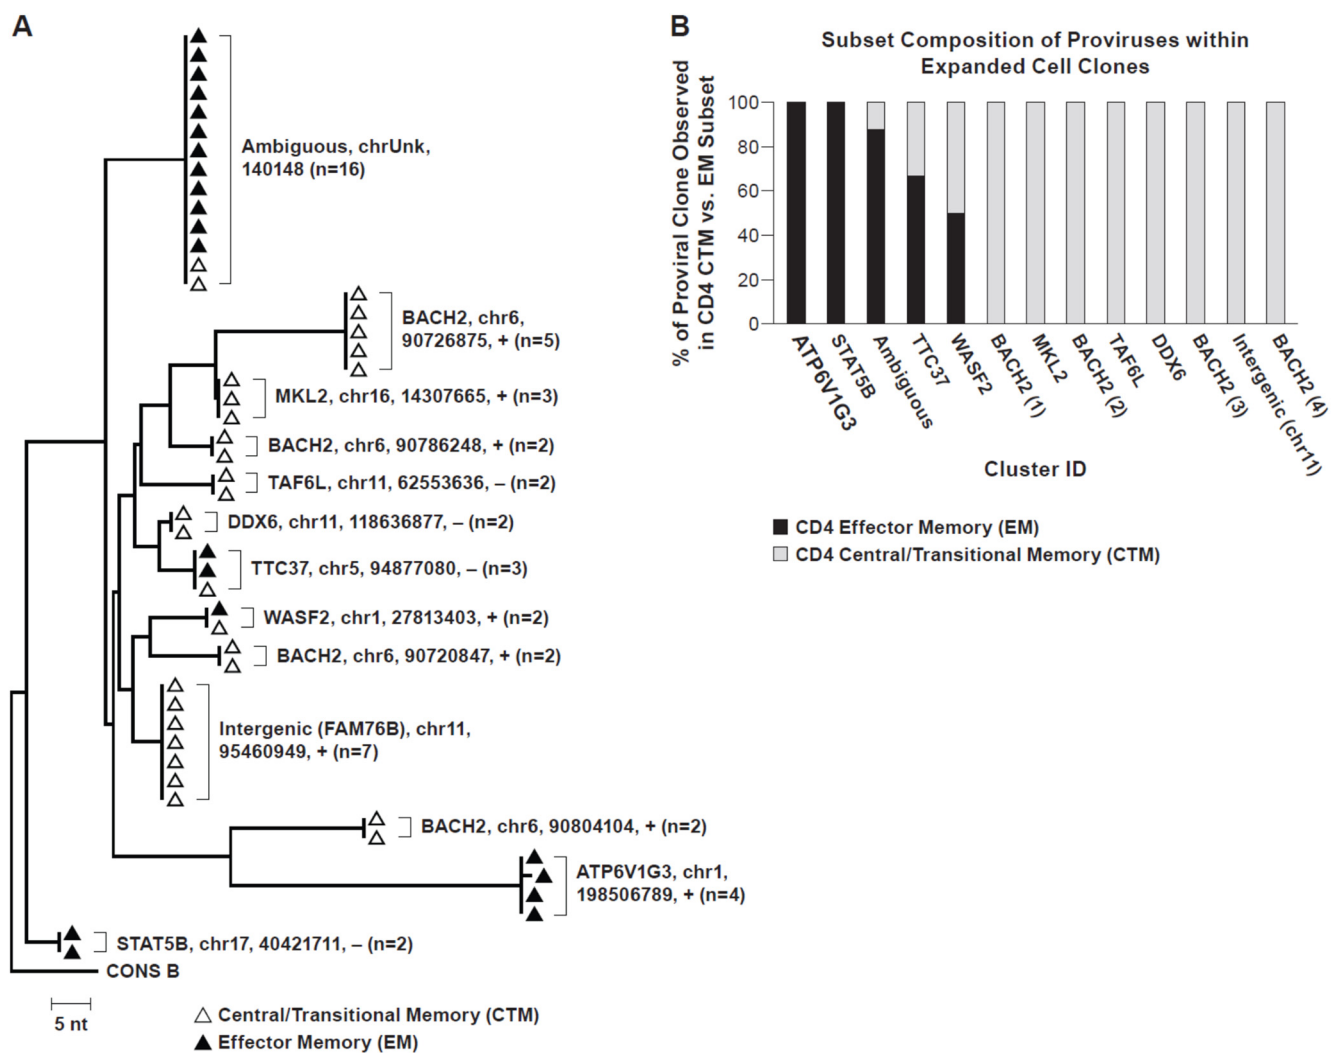 A
Ambiguous, chrUnk,
140148 (n=16)
BACH2, chr6,
90726875, + (n=5)
MKL2, chr16, 14307665, + (n=3)
BACH2, chr6, 90786248, + (n=2)
TAF6L, chr11, 62553636, – (n=2)
DDX6, chr11, 118636877, – (n=2)
TTC37, chr5, 94877080, – (n=3)
WASF2, chr1, 27813403, + (n=2)
BACH2, chr6, 90720847, + (n=2)
Intergenic (FAM76B), chr11,
95460949, + (n=7)
BACH2, chr6, 90804104, + (n=2)
ATP6V1G3, chr1,
198506789, + (n=4)
STAT5B, chr17, 40421711, – (n=2)
CONS B
5 nt
Central/Transitional Memory (CTM)
Effector Memory (EM)
B
Subset Composition of Proviruses within
Expanded Cell Clones
% of Proviral Clone Observed
in CD4 CTM vs. EM Subset
100
80
60
40
20
0
ATP6V1G3
STAT5B
Ambiguous
TTC37
WASF2
BACH2 (1)
MKL2
BACH2 (2)
TAF6L
DDX6
BACH2 (3)
Intergenic (chr11)
BACH2 (4)
Cluster ID
CD4 Effector Memory (EM)
CD4 Central/Transitional Memory (CTM)